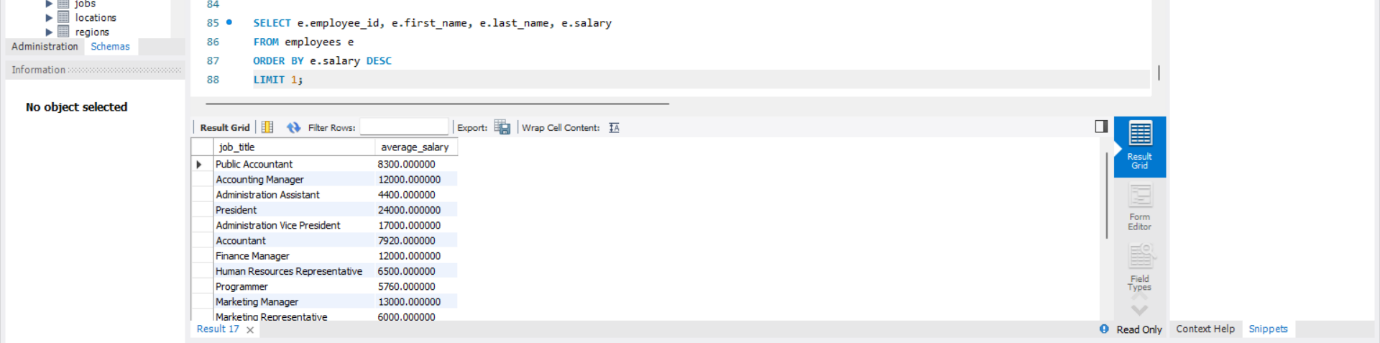 jobs
locations
regions
Administration Schemas
Information
No object selected
84
85 SELECT e.employee_id, e.first_name, e.last_name, e.salary
86 FROM employees e
87 ORDER BY e.salary DESC
88 LIMIT 1;
Result Grid Filter Rows: Export: Wrap Cell Content:
job_title average_salary
Public Accountant 8300.000000
Accounting Manager 12000.000000
Administration Assistant 4400.000000
President 24000.000000
Administration Vice President 17000.000000
Accountant 7920.000000
Finance Manager 12000.000000
Human Resources Representative 6500.000000
Programmer 5760.000000
Marketing Manager 13000.000000
Marketing Representative 6000.000000
Result
Grid
Form
Editor
Field
Types
Result 17
Read Only
Context Help Snippets